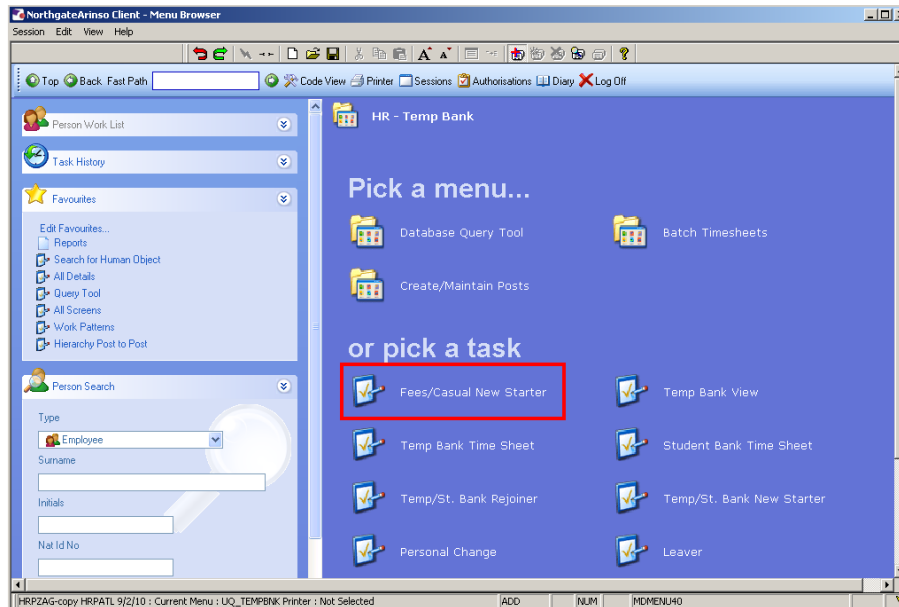 NorthgateArinso Client - Menu Browser
Session Edit View Help
Top Back Fast Path Code View Printer Sessions Authorisations Diary Log Off
Person Work List
Task History
Favourites
Edit Favourites...
Reports
Search for Human Object
All Details
Query Tool
All Screens
Work Patterns
Hierarchy Post to Post
Person Search
Type
Employee
Surname
Initials
Nat Id No
HR - Temp Bank
Pick a menu...
Database Query Tool Batch Timesheets
Create/Maintain Posts
or pick a task
Fees/Casual New Starter Temp Bank View
Temp Bank Time Sheet Student Bank Time Sheet
Temp/St. Bank Rejoiner Temp/St. Bank New Starter
Personal Change Leaver
HRPZAG-copy HRPATL 9/2/10 : Current Menu : UQ_TEMPBNK Printer : Not Selected ADD NUM MDMENU40